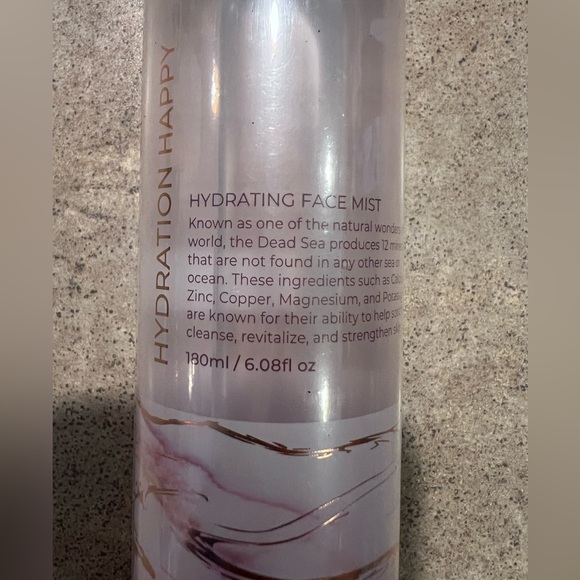 HYDRATION HAPPY
HYDRATING FACE MIST
Known as one of the natural
world, the Dead Sea produces 12
that are not found in any other sea or
ocean. These ingredients such as
Zinc, Copper, Magnesium, and
are known for their ability to help
cleanse, revitalize, and strengthen
180ml / 6.08fl oz